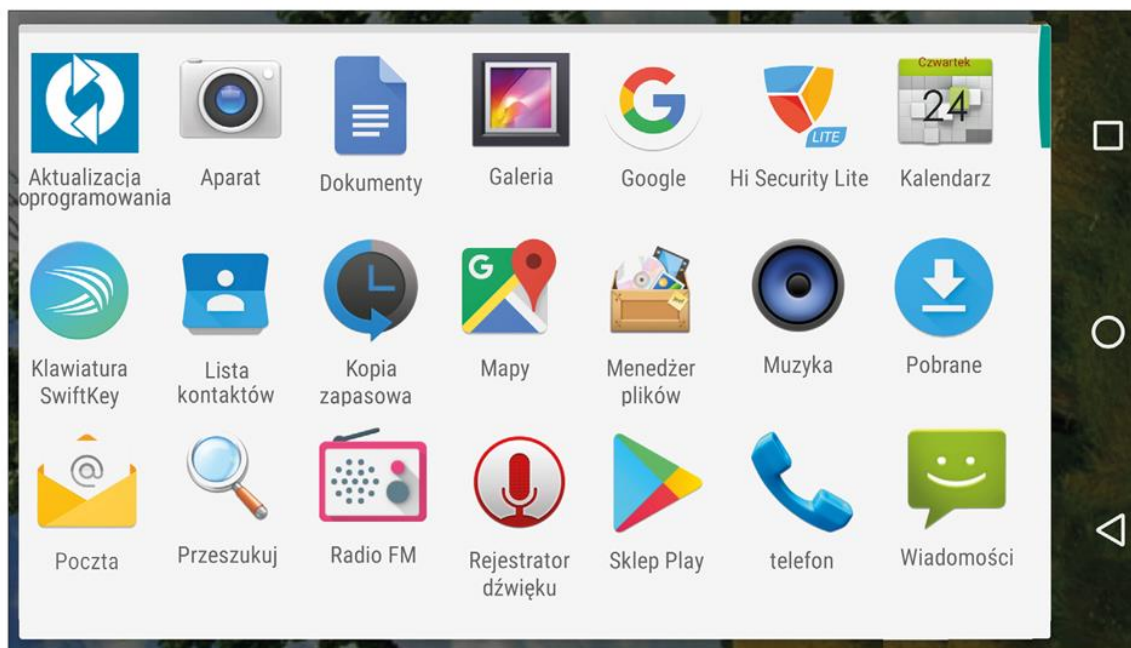 Czwartek
24
LITE
Aktualizacja
oprogramowania
Aparat
Dokumenty
Galeria
Google
Hi Security Lite
Kalendarz
G
Klawiatura
SwiftKey
Lista
kontaktów
Kopia
zapasowa
Mapy
Menedżer
plików
Muzyka
Pobrane
@
Poczta
Przeszukuj
Radio FM
Rejestrator
dźwięku
Sklep Play
telefon
Wiadomości